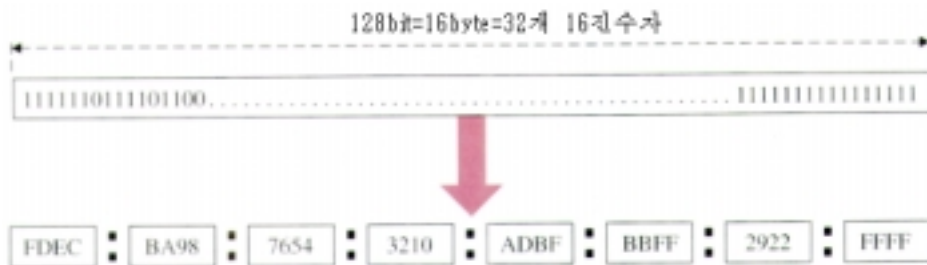 128bit=16byte=32개 16진수자
1111110111101100..................................................1111111111111111
FDEC : BA98 : 7654 : 3210 : ADBF : BBFF : 2922 : FFFF